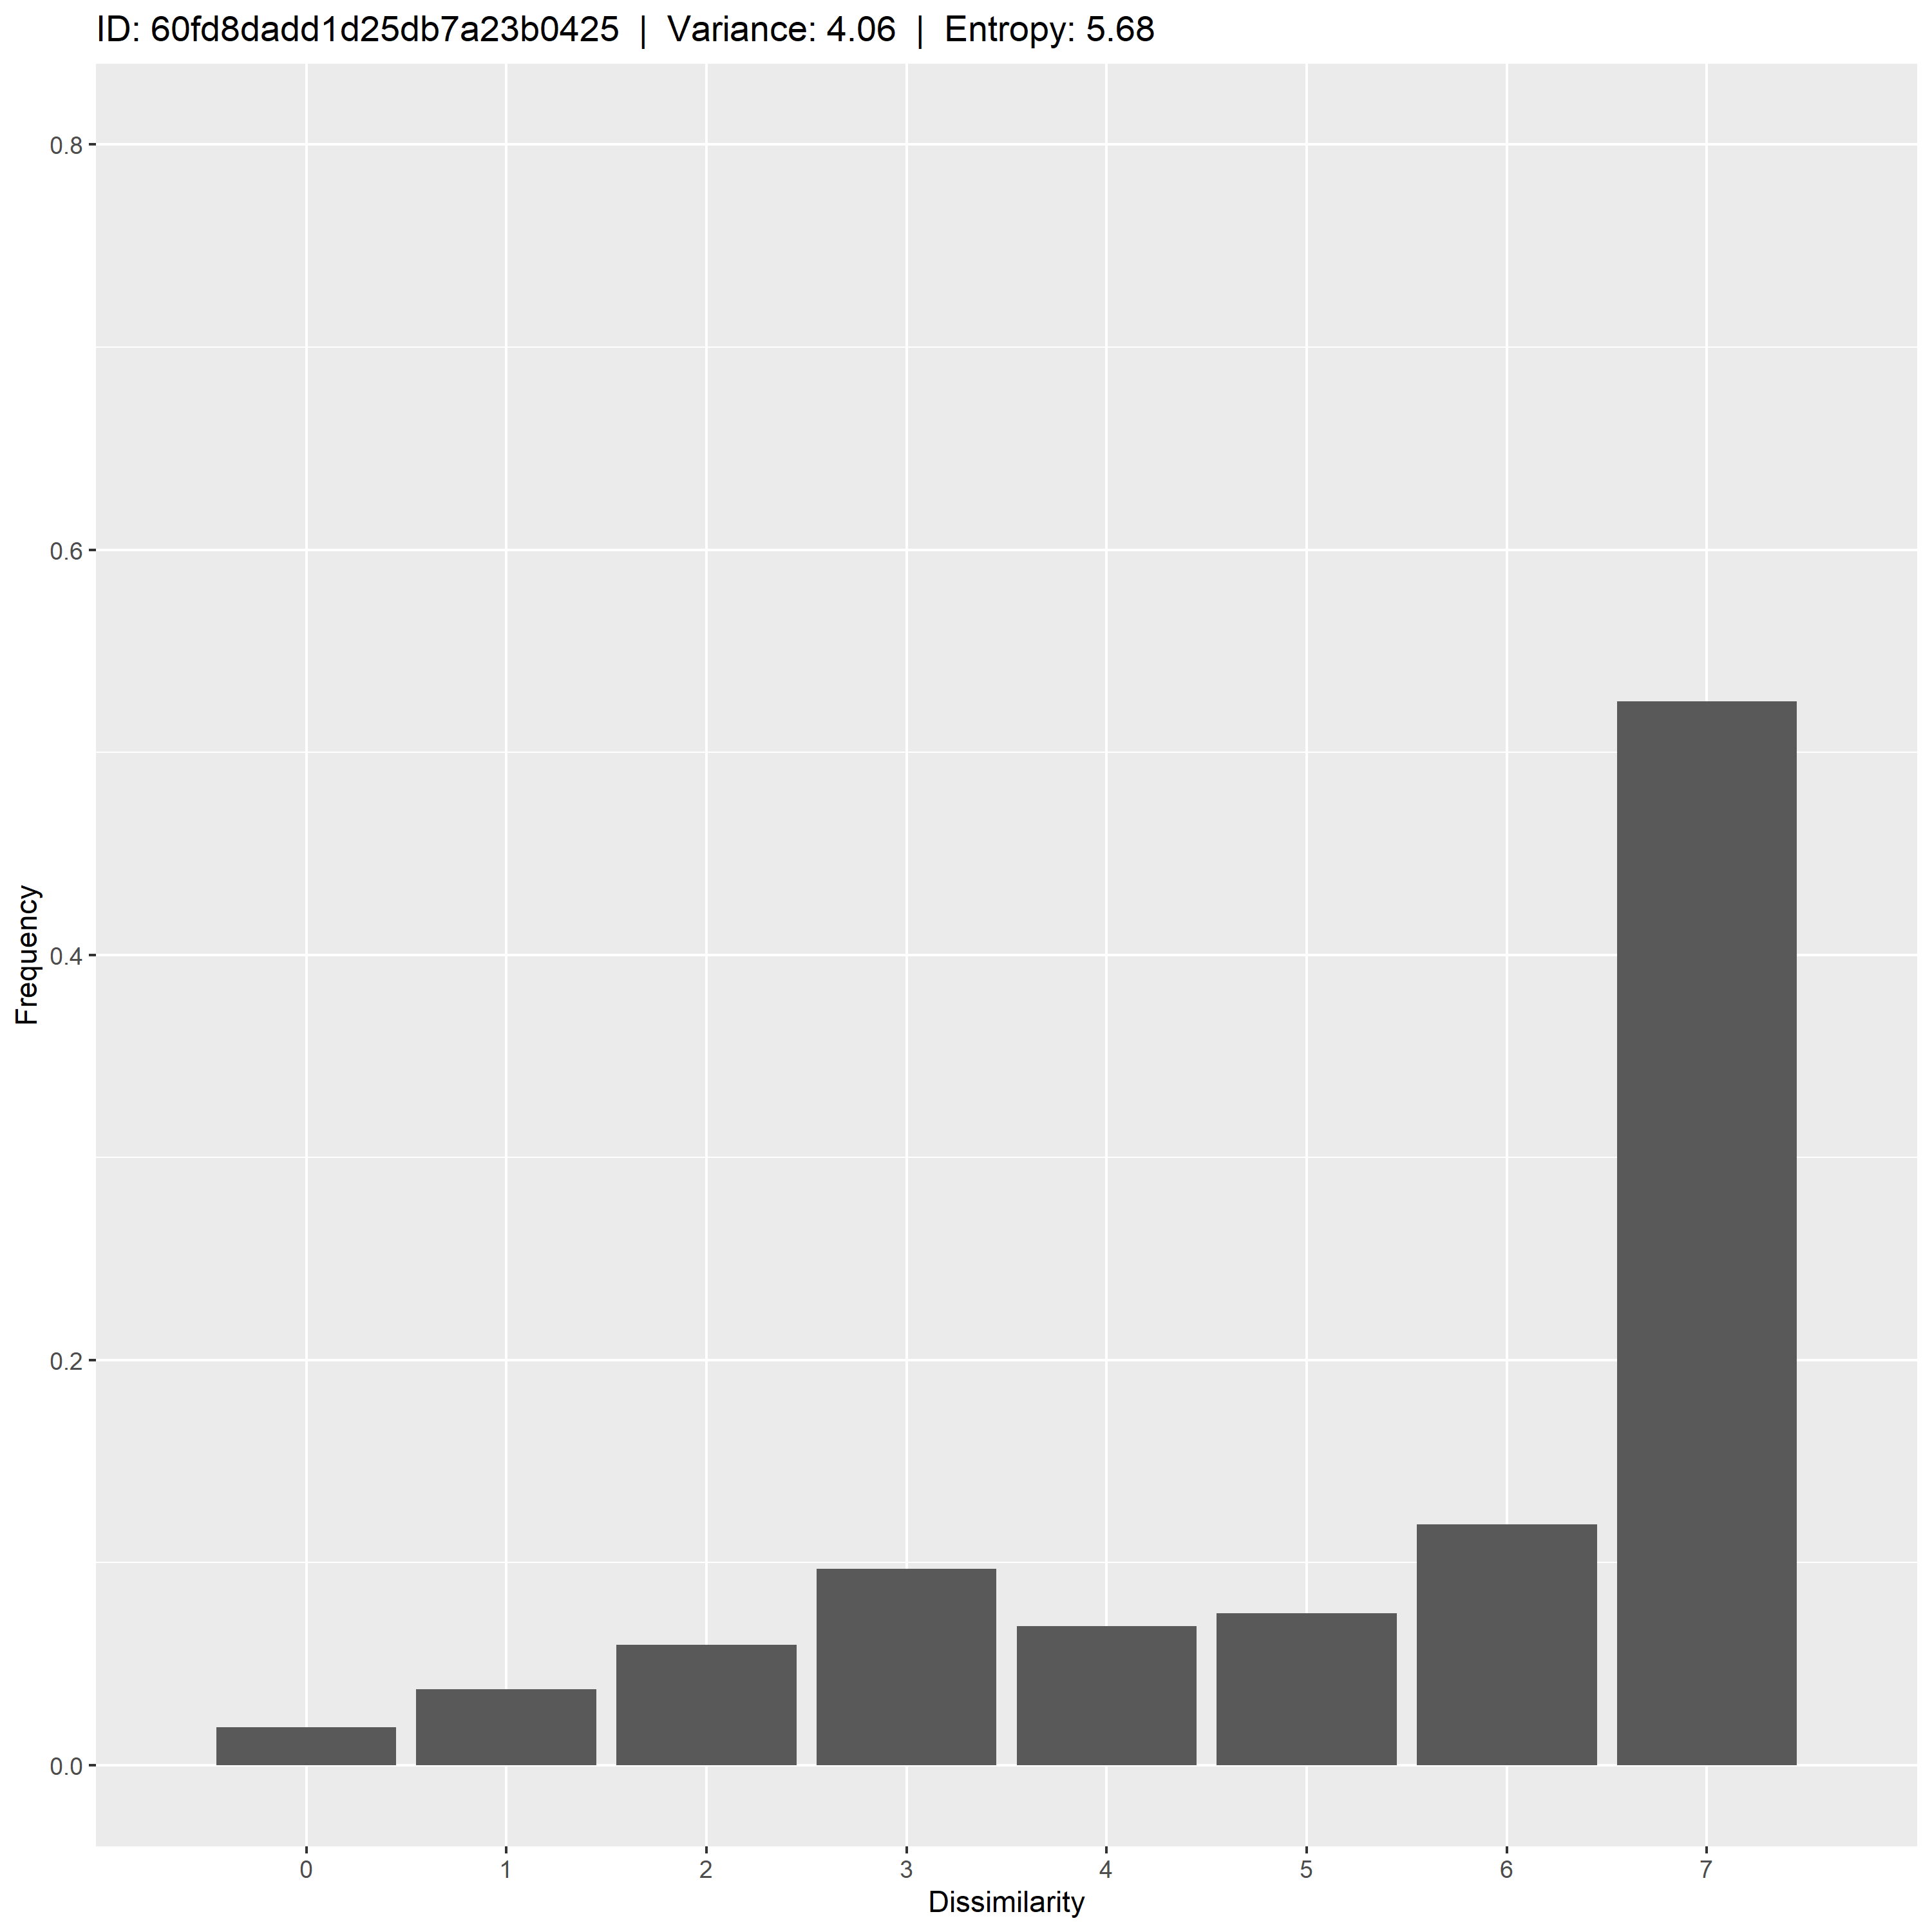 ID: 60fd8dadd1d25db7a23b0425 | Variance: 4.06 | Entropy: 5.68
0.8
0.6
0.4
0.2
0.0
Frequency
0 1 2 3 4 5 6 7
Dissimilarity